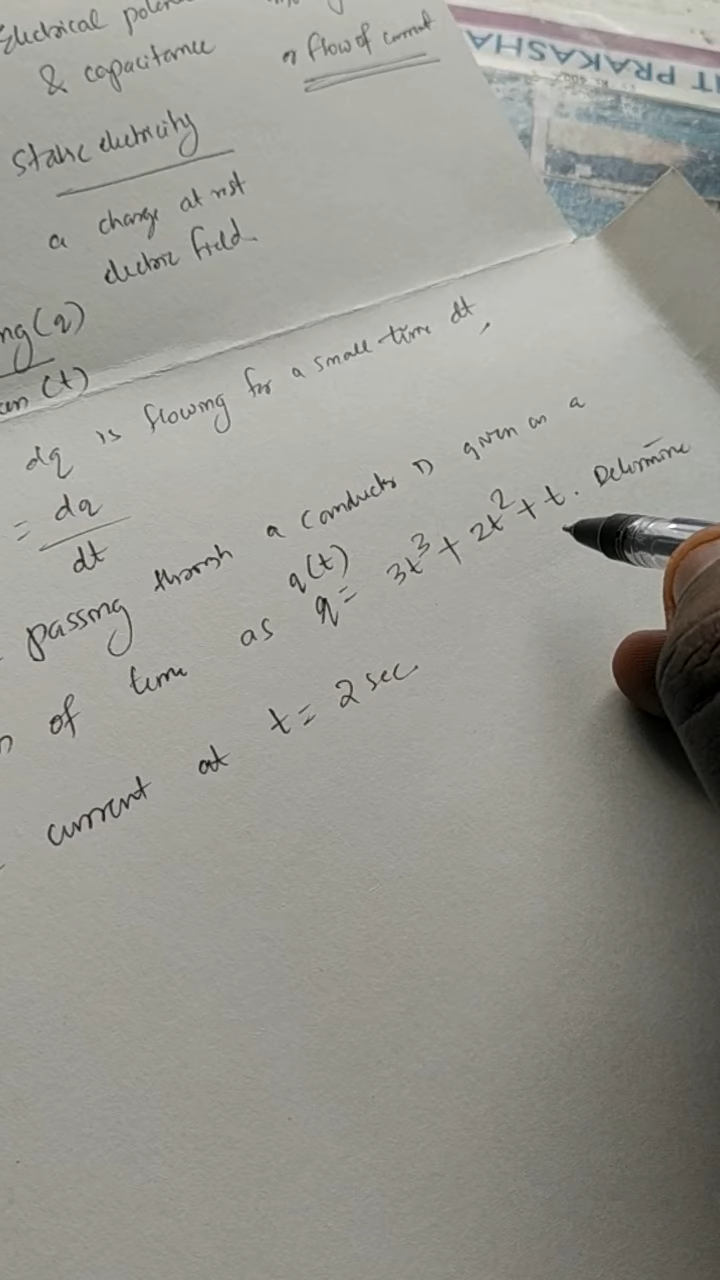 Electrical
& capacitance
Flow of current
Static electricity
a charge at rest
electric field.
ng(q)
(t)
dq is flowing for a small time dt,
= dq
dt
passing through a conductor is given as a
of time as q(t)
q = 3t³ + 2t² + t. Determine
current at t = 2 sec.
IT PRAKASHA